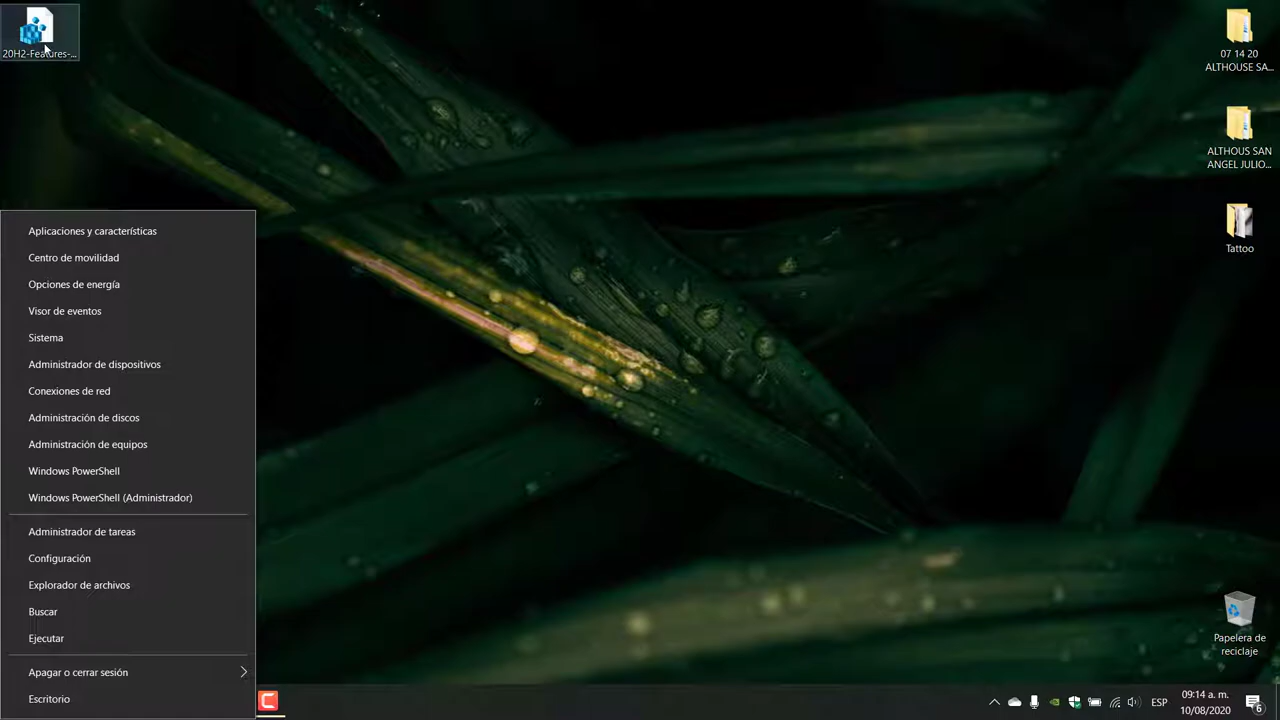 20H2-Features-...
07 14 20
ALTHOUSE SA...
ALTHOUS SAN
ANGEL JULIO...
Tattoo
Aplicaciones y características
Centro de movilidad
Opciones de energía
Visor de eventos
Sistema
Administrador de dispositivos
Conexiones de red
Administración de discos
Administración de equipos
Windows PowerShell
Windows PowerShell (Administrador)
Administrador de tareas
Configuración
Explorador de archivos
Buscar
Ejecutar
Apagar o cerrar sesión
Escritorio
Papelera de
reciclaje
ESP
09:14 a. m.
10/08/2020
6